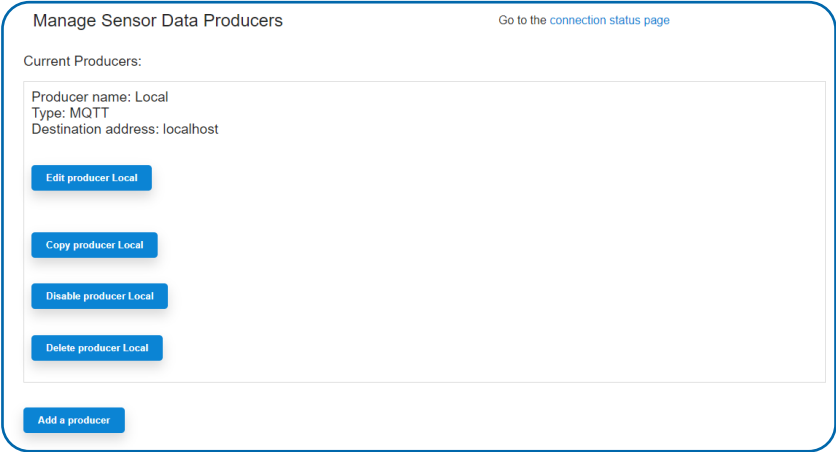 Manage Sensor Data Producers
Go to the connection status page
Current Producers:
Producer name: Local
Type: MQTT
Destination address: localhost
Edit producer Local
Copy producer Local
Disable producer Local
Delete producer Local
Add a producer